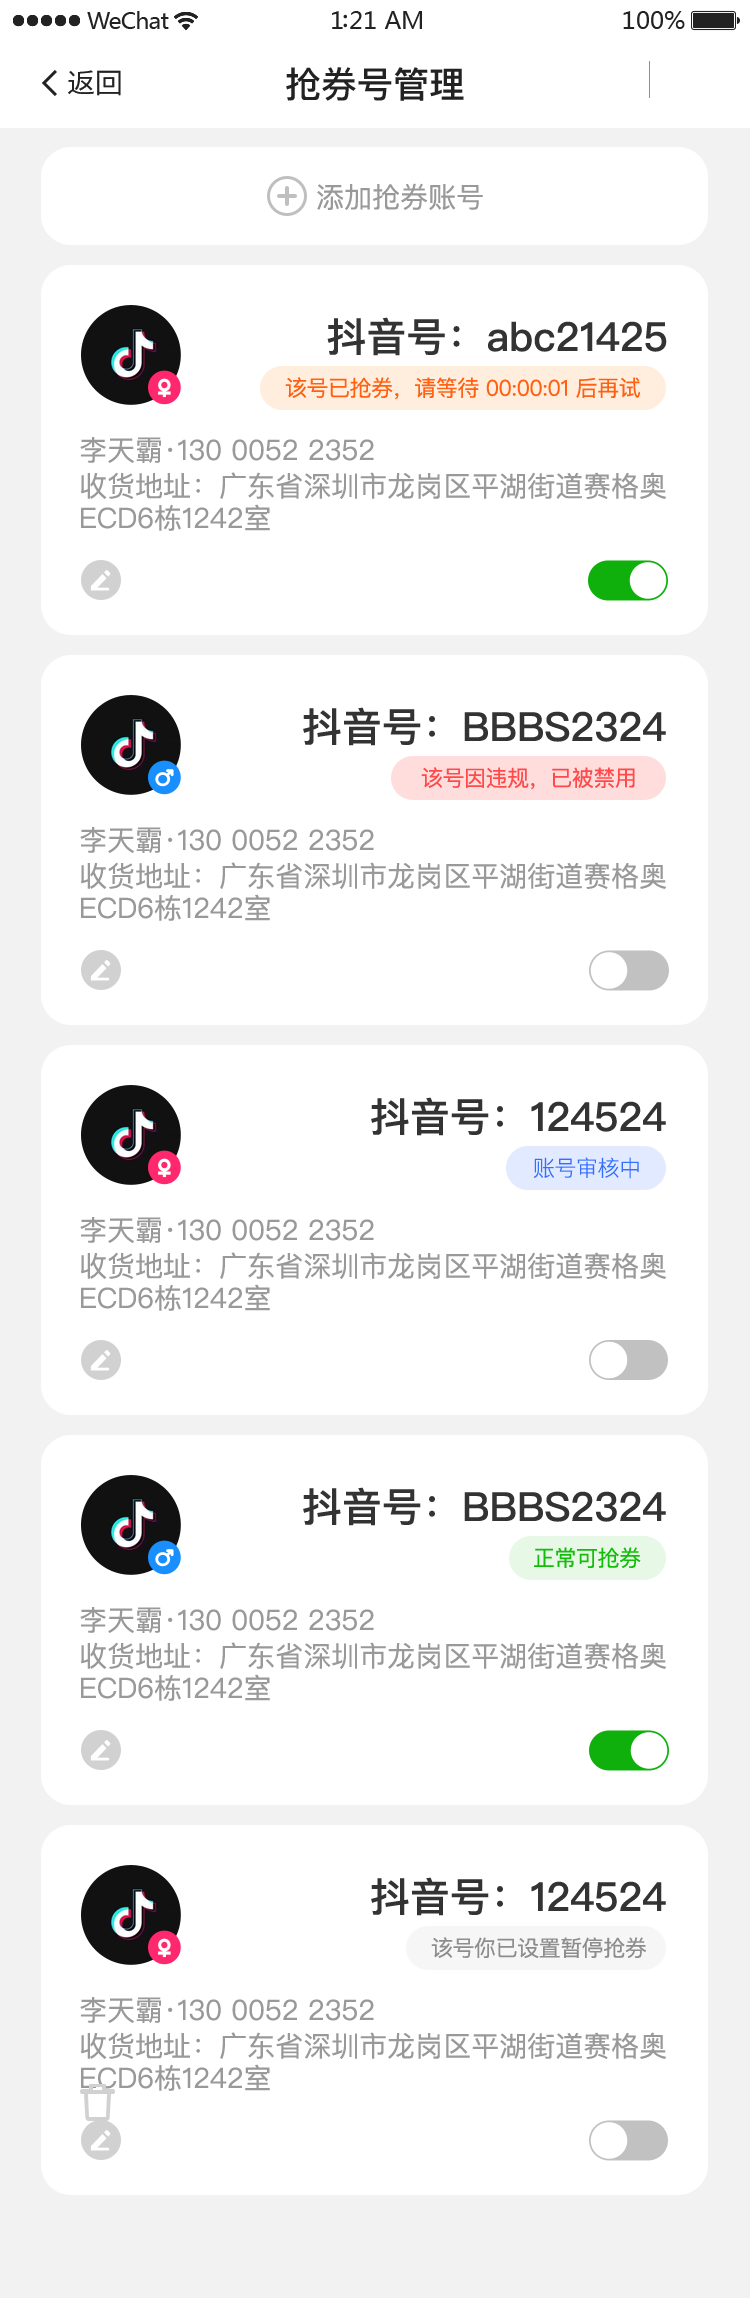 ●●●●● WeChat 1:21 AM 100%
返回 抢券号管理
添加抢券账号
抖音号：abc21425
该号已抢券，请等待 00:00:01 后再试
李天霸·130 0052 2352
收货地址：广东省深圳市龙岗区平湖街道赛格奥
ECD6栋1242室
抖音号：BBBS2324
该号因违规，已被禁用
李天霸·130 0052 2352
收货地址：广东省深圳市龙岗区平湖街道赛格奥
ECD6栋1242室
抖音号：124524
账号审核中
李天霸·130 0052 2352
收货地址：广东省深圳市龙岗区平湖街道赛格奥
ECD6栋1242室
抖音号：BBBS2324
正常可抢券
李天霸·130 0052 2352
收货地址：广东省深圳市龙岗区平湖街道赛格奥
ECD6栋1242室
抖音号：124524
该号你已设置暂停抢券
李天霸·130 0052 2352
收货地址：广东省深圳市龙岗区平湖街道赛格奥
ECD6栋1242室